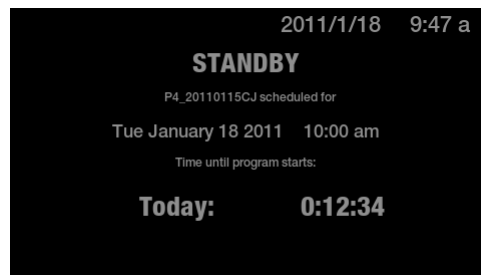 2011/1/18 9:47 a
STANDBY
P4_20110115CJ scheduled for
Tue January 18 2011 10:00 am
Time until program starts:
Today: 0:12:34